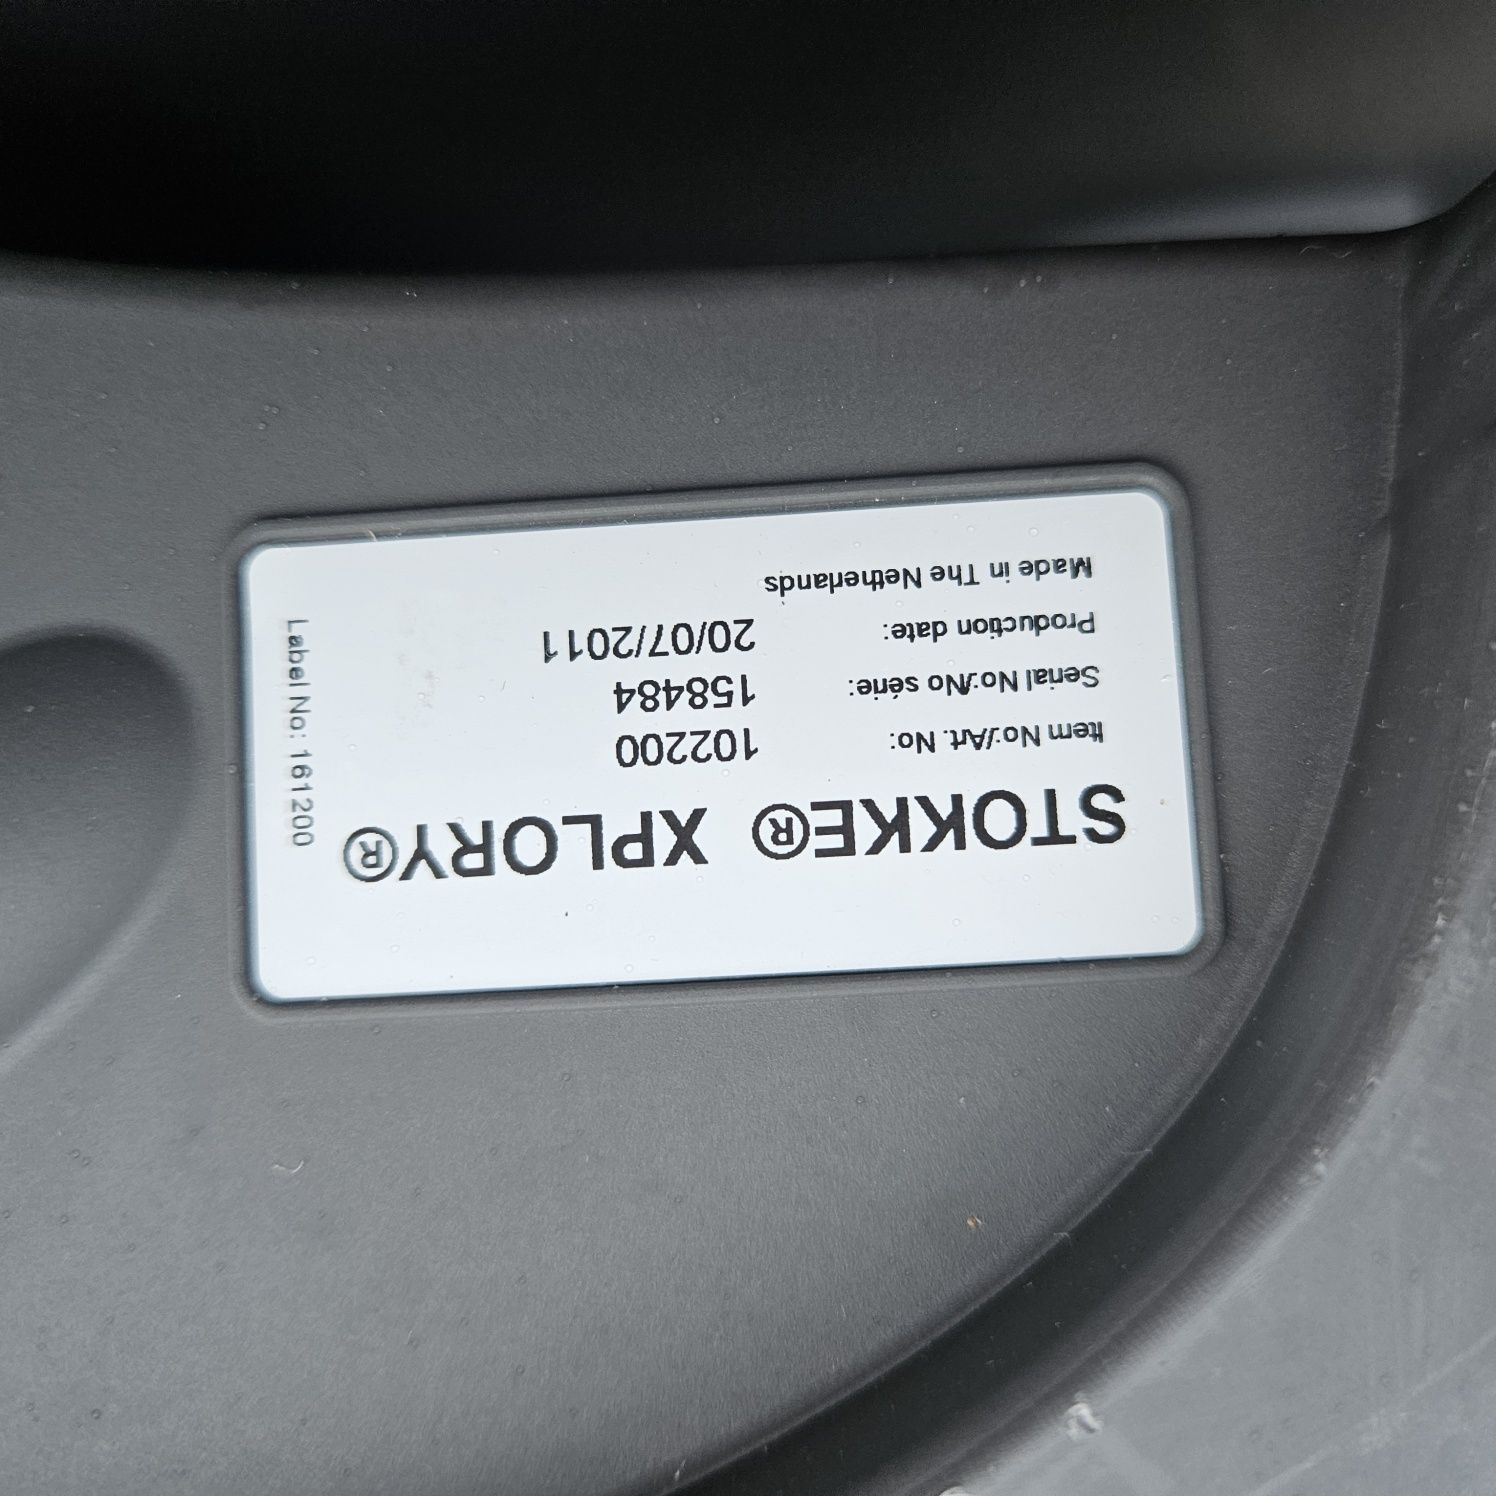 STOKKE® XPLORY®
Item No:/Art. No: 102200
Serial No:/No série: 158484
Production date: 20/07/2011
Made in The Netherlands
Label No: 161200